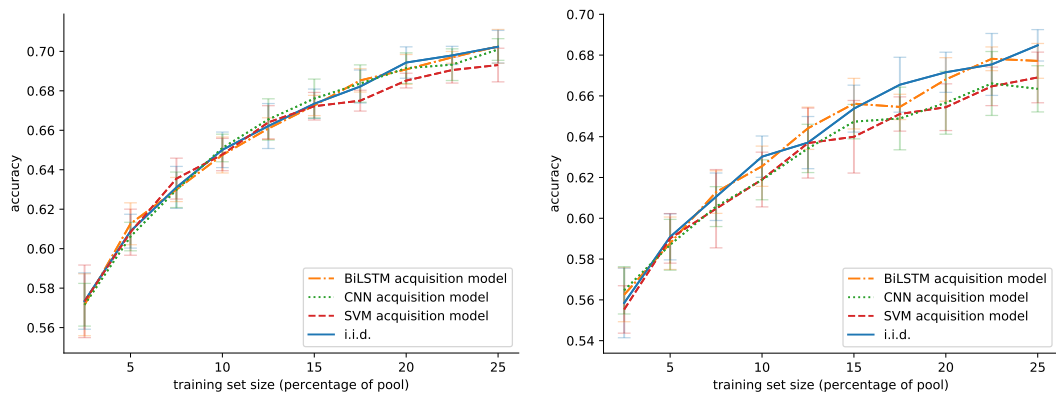 0.70
0.68
0.66
0.64
0.62
0.60
0.58
0.56
accuracy
5
10
15
20
25
training set size (percentage of pool)
BiLSTM acquisition model
CNN acquisition model
SVM acquisition model
i.i.d.
0.70
0.68
0.66
0.64
0.62
0.60
0.58
0.56
0.54
accuracy
5
10
15
20
25
training set size (percentage of pool)
BiLSTM acquisition model
CNN acquisition model
SVM acquisition model
i.i.d.